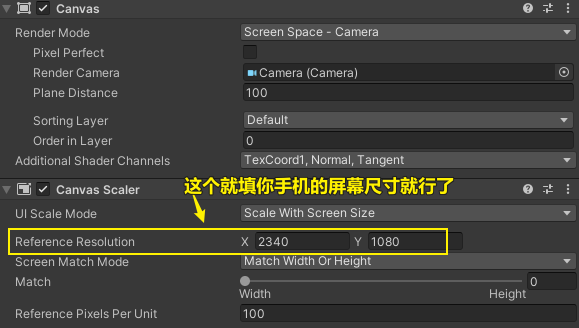 Canvas
Render Mode Screen Space - Camera
Pixel Perfect
Render Camera Camera (Camera)
Plane Distance 100
Sorting Layer Default
Order in Layer 0
Additional Shader Channels TexCoord1, Normal, Tangent
Canvas Scaler
这个就填你手机的屏幕尺寸就行了
UI Scale Mode Scale With Screen Size
Reference Resolution X 2340 Y 1080
Screen Match Mode Match Width Or Height
Match 0
Width Height
Reference Pixels Per Unit 100